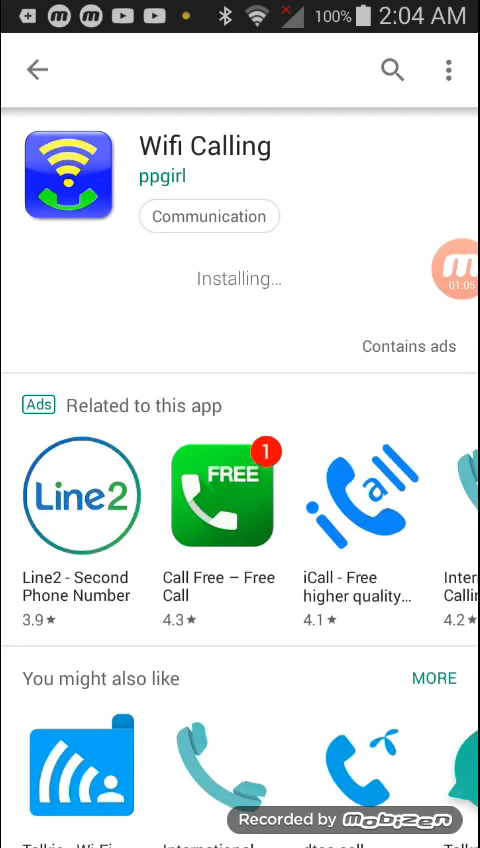 100% 2:04 AM
Wifi Calling
ppgirl
Communication
Installing...
01:05
Contains ads
Ads Related to this app
Line2
FREE
1
iCall
Line2 - Second
Phone Number
3.9★
Call Free – Free
Call
4.3★
iCall - Free
higher quality...
4.1★
4.2★
You might also like
MORE
Recorded by mobizen